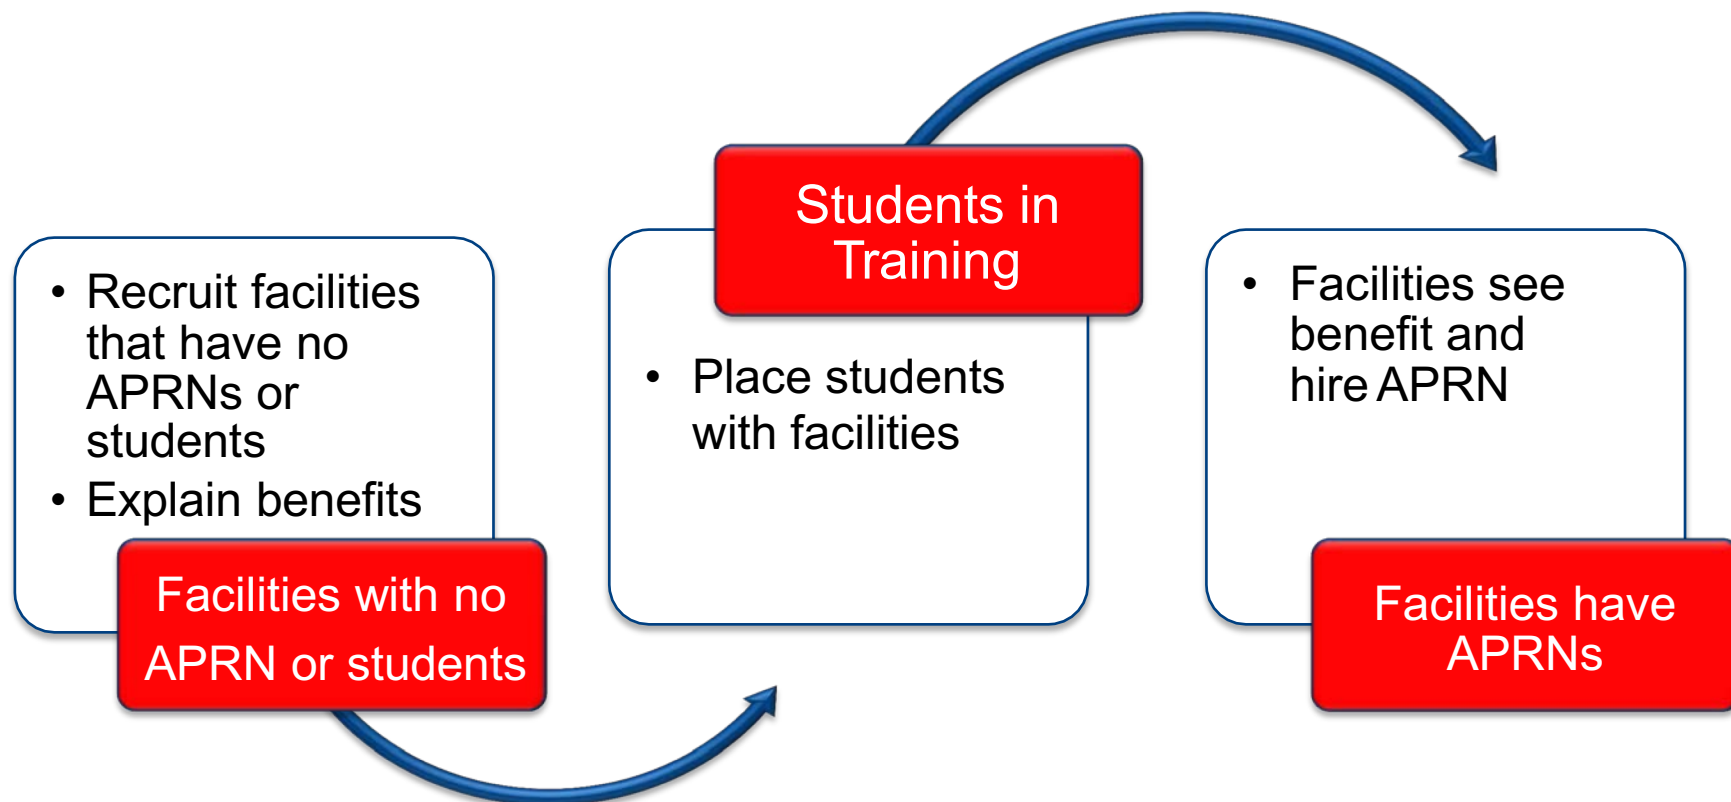 • Recruit facilities
that have no
APRNs or
students
• Explain benefits
Facilities with no
APRN or students
Students in
Training
• Place students
with facilities
• Facilities see
benefit and
hire APRN
Facilities have
APRNs